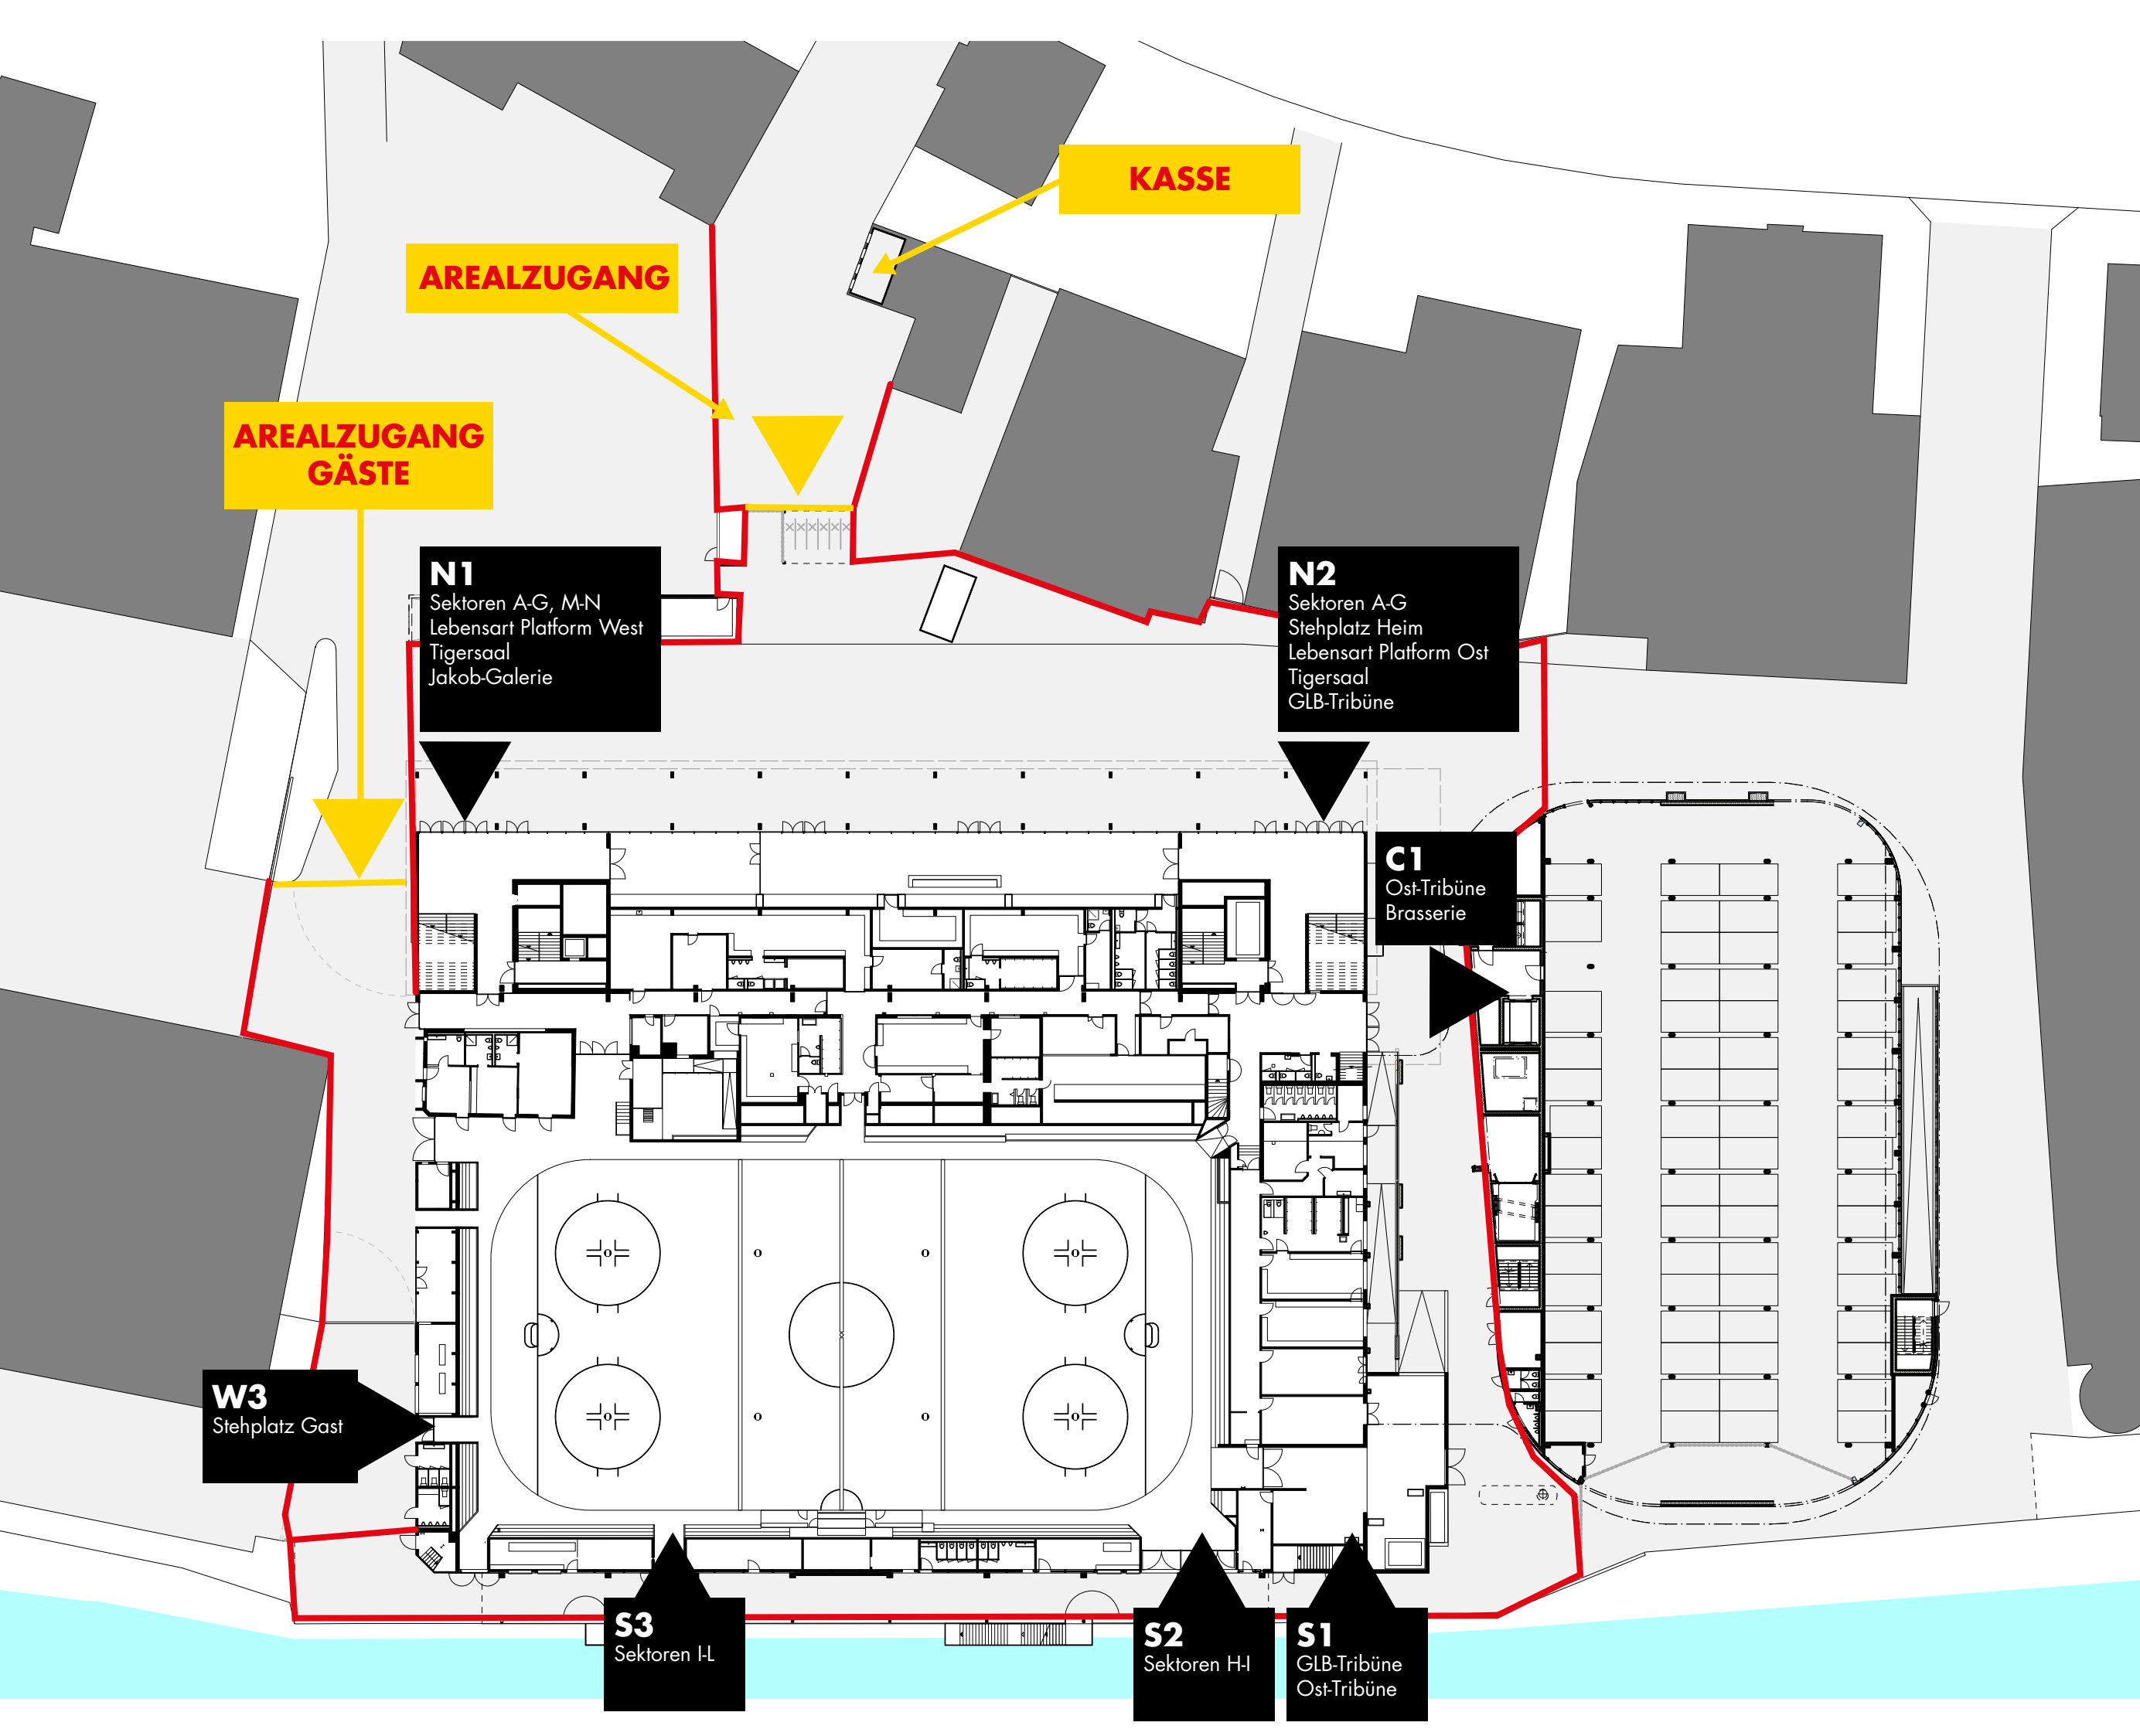 KASSE
AREALZUGANG
AREALZUGANG
GÄSTE
N1
Sektoren A-G, M-N
Lebensart Platform West
Tigersaal
Jakob-Galerie
N2
Sektoren A-G
Stehplatz Heim
Lebensart Platform Ost
Tigersaal
GLB-Tribüne
C1
Ost-Tribüne
Brasserie
W3
Stehplatz Gast
S3
Sektoren I-L
S2
Sektoren H-I
S1
GLB-Tribüne
Ost-Tribüne